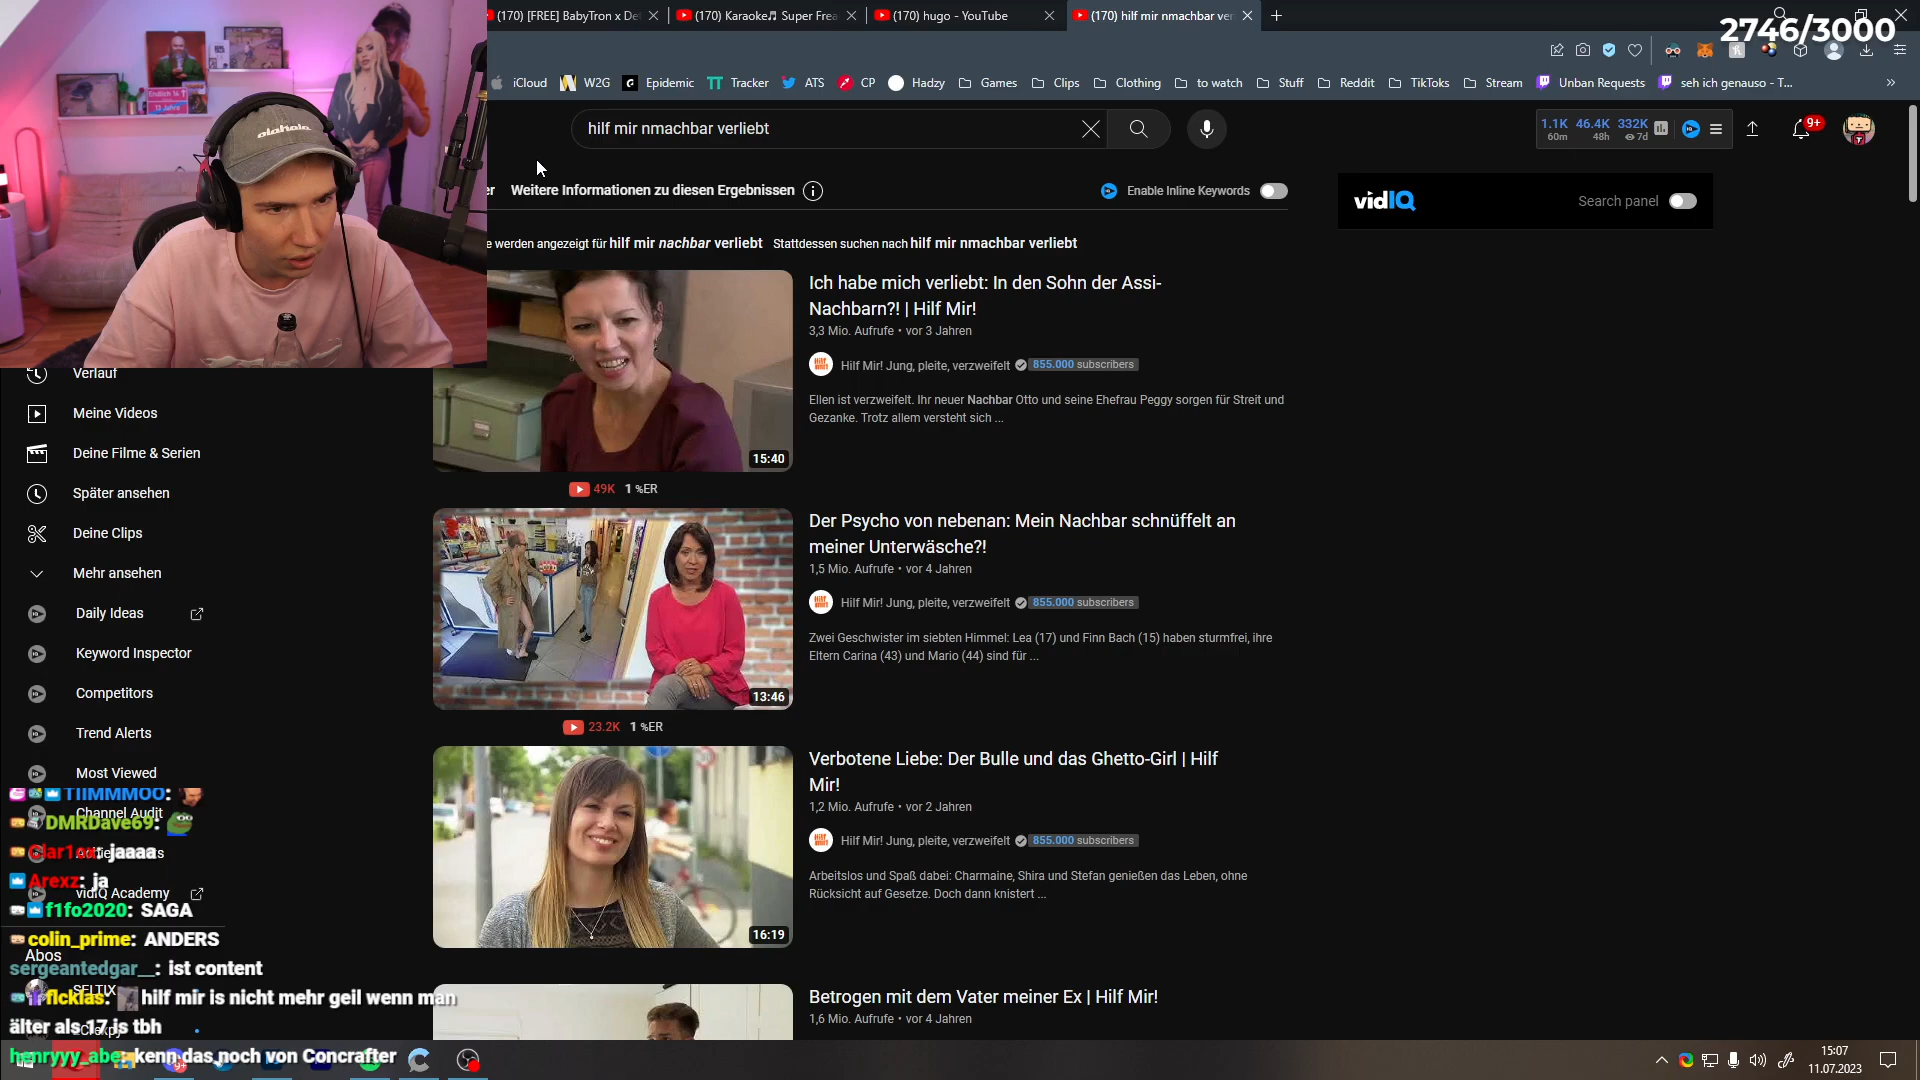 (170) [FREE] BabyTron x De
(170) Karaoke♬ Super Frea
(170) hugo - YouTube
(170) hilf mir nmachbar ver
2746/3000
iCloud
W2G
Epidemic
Tracker
ATS
CP
Hadzy
Games
Clips
Clothing
to watch
Stuff
Reddit
TikToks
Stream
Unban Requests
seh ich genauso - T...
hilf mir nmachbar verliebt
1.1K 46.4K 332K
60m 48h 7d
9+
Weitere Informationen zu diesen Ergebnissen
Enable Inline Keywords
vidIQ
Search panel
e werden angezeigt für hilf mir nachbar verliebt Stattdessen suchen nach hilf mir nmachbar verliebt
Ich habe mich verliebt: In den Sohn der Assi-
Nachbarn?! | Hilf Mir!
3,3 Mio. Aufrufe • vor 3 Jahren
Hilf Mir! Jung, pleite, verzweifelt 855.000 subscribers
Ellen ist verzweifelt. Ihr neuer Nachbar Otto und seine Ehefrau Peggy sorgen für Streit und
Gezanke. Trotz allem versteht sich ...
15:40
49K 1 %ER
Der Psycho von nebenan: Mein Nachbar schnüffelt an
meiner Unterwäsche?!
1,5 Mio. Aufrufe • vor 4 Jahren
Hilf Mir! Jung, pleite, verzweifelt 855.000 subscribers
Zwei Geschwister im siebten Himmel: Lea (17) und Finn Bach (15) haben sturmfrei, ihre
Eltern Carina (43) und Mario (44) sind für ...
13:46
23.2K 1 %ER
Verbotene Liebe: Der Bulle und das Ghetto-Girl | Hilf
Mir!
1,2 Mio. Aufrufe • vor 2 Jahren
Hilf Mir! Jung, pleite, verzweifelt 855.000 subscribers
Arbeitslos und Spaß dabei: Charmaine, Shira und Stefan genießen das Leben, ohne
Rücksicht auf Gesetze. Doch dann knistert ...
16:19
Betrogen mit dem Vater meiner Ex | Hilf Mir!
1,6 Mio. Aufrufe • vor 4 Jahren
Verlauf
Meine Videos
Deine Filme & Serien
Später ansehen
Deine Clips
Mehr ansehen
Daily Ideas
Keyword Inspector
Competitors
Trend Alerts
Most Viewed
TIIMMMOO:
Channel Audit
DMRDave69:
jaaaa
Arexz: ja
vidIQ Academy
f1fo2020: SAGA
colin_prime: ANDERS
Abos
sergeantedgar__: ist content
SELTIX
ficklas: hilf mir is nicht mehr geil wenn man
älter als 17 is tbh
henryyy_abe: kenn das noch von Concrafter
15:07
11.07.2023